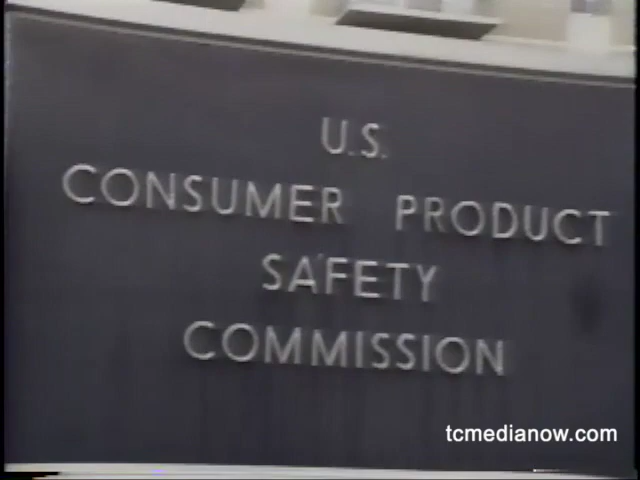 U.S.
CONSUMER PRODUCT
SAFETY
COMMISSION
tcmedianow.com